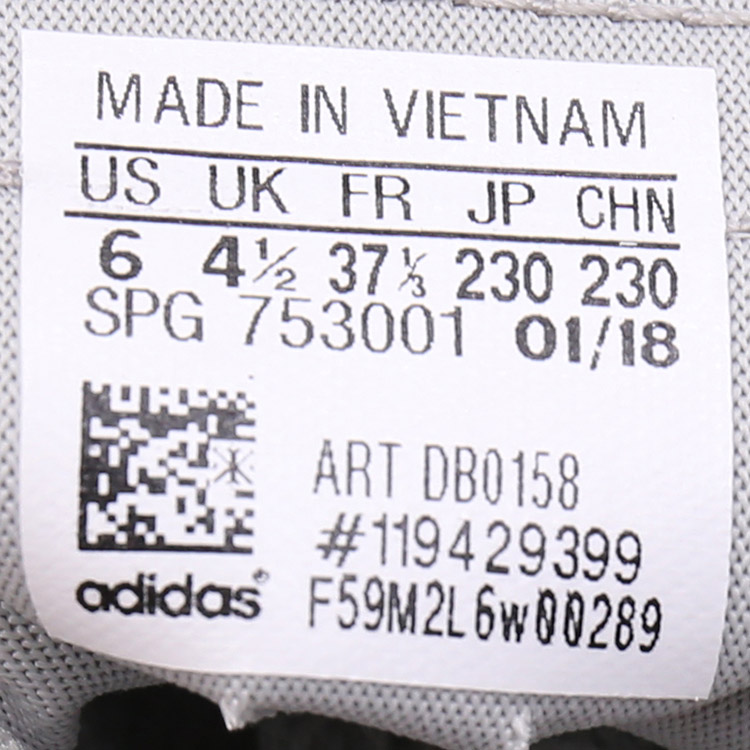 MADE IN VIETNAM
US UK FR JP CHN
6 4½ 37⅓ 230 230
SPG 753001 01/18
ART DB0158
#119429399
adidas® F59M2L6w00289